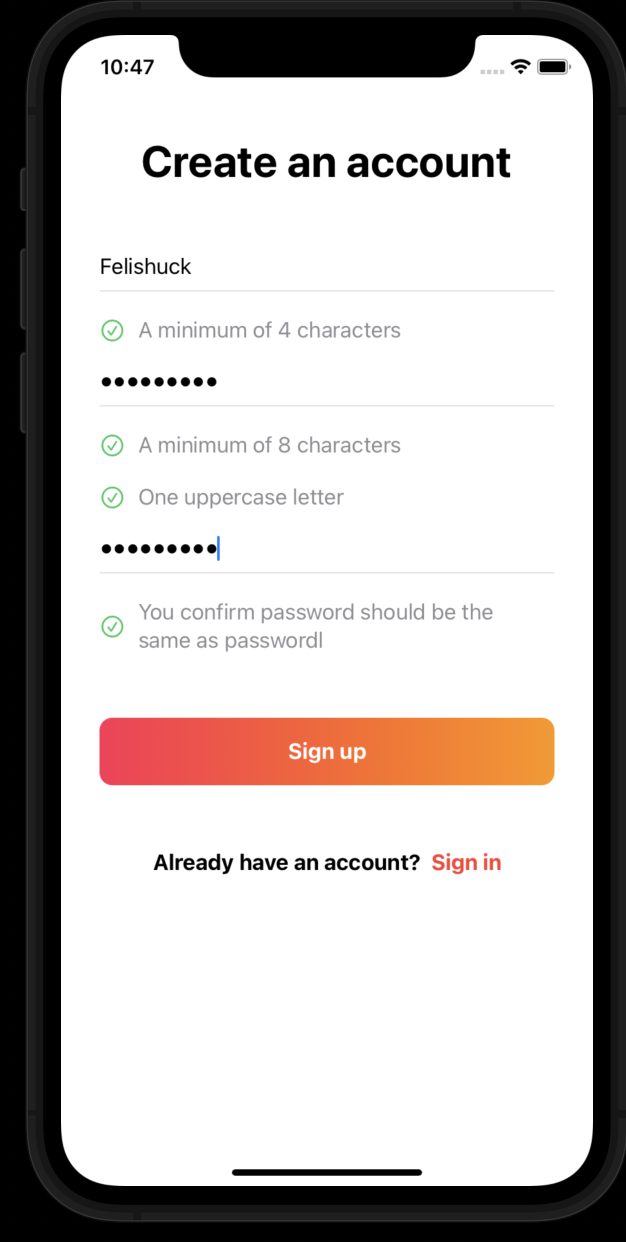 10:47
Create an account
Felishuck
A minimum of 4 characters
•••••••••
A minimum of 8 characters
One uppercase letter
•••••••••
You confirm password should be the
same as passwordl
Sign up
Already have an account? Sign in